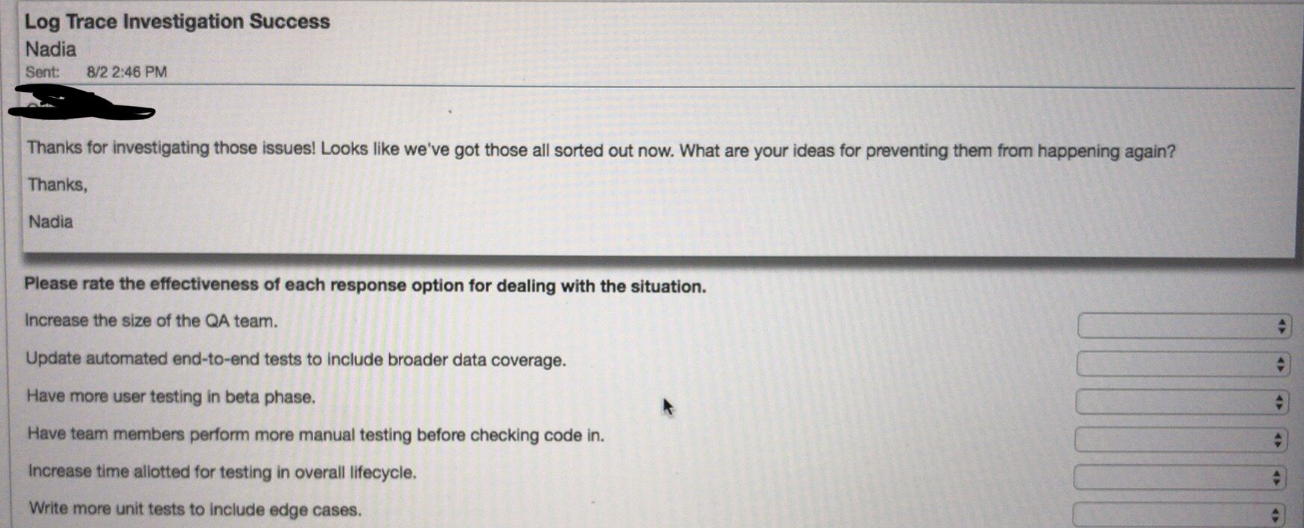 Log Trace Investigation Success
Nadia
Sent: 8/2 2:46 PM
Thanks for investigating those issues! Looks like we've got those all sorted out now. What are your ideas for preventing them from happening again?
Thanks,
Nadia
Please rate the effectiveness of each response option for dealing with the situation.
Increase the size of the QA team.
Update automated end-to-end tests to include broader data coverage.
Have more user testing in beta phase.
Have team members perform more manual testing before checking code in.
Increase time allotted for testing in overall lifecycle.
Write more unit tests to include edge cases.